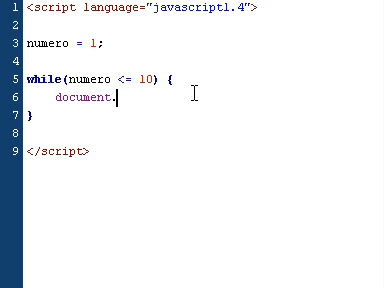 1 <script language="javascript1.4">
2
3 numero = 1;
4
5 while(numero <= 10) {
6     document.
7 }
8
9 </script>